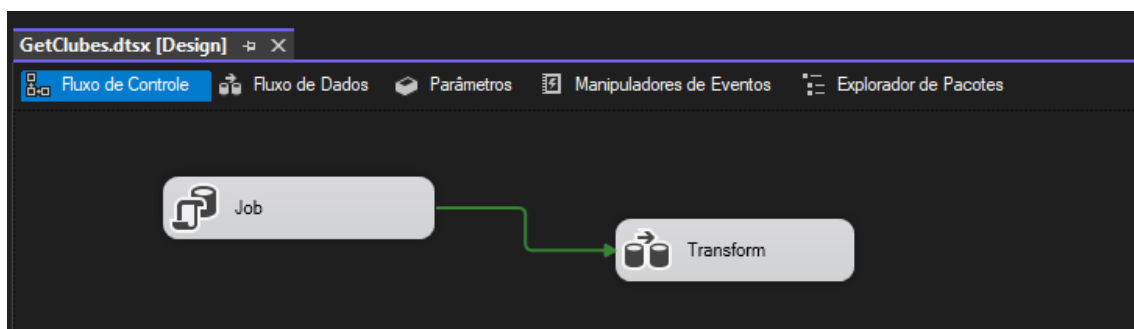 GetClubes.dtsx [Design]
Fluxo de Controle Fluxo de Dados Parâmetros Manipuladores de Eventos Explorador de Pacotes
Job
Transform